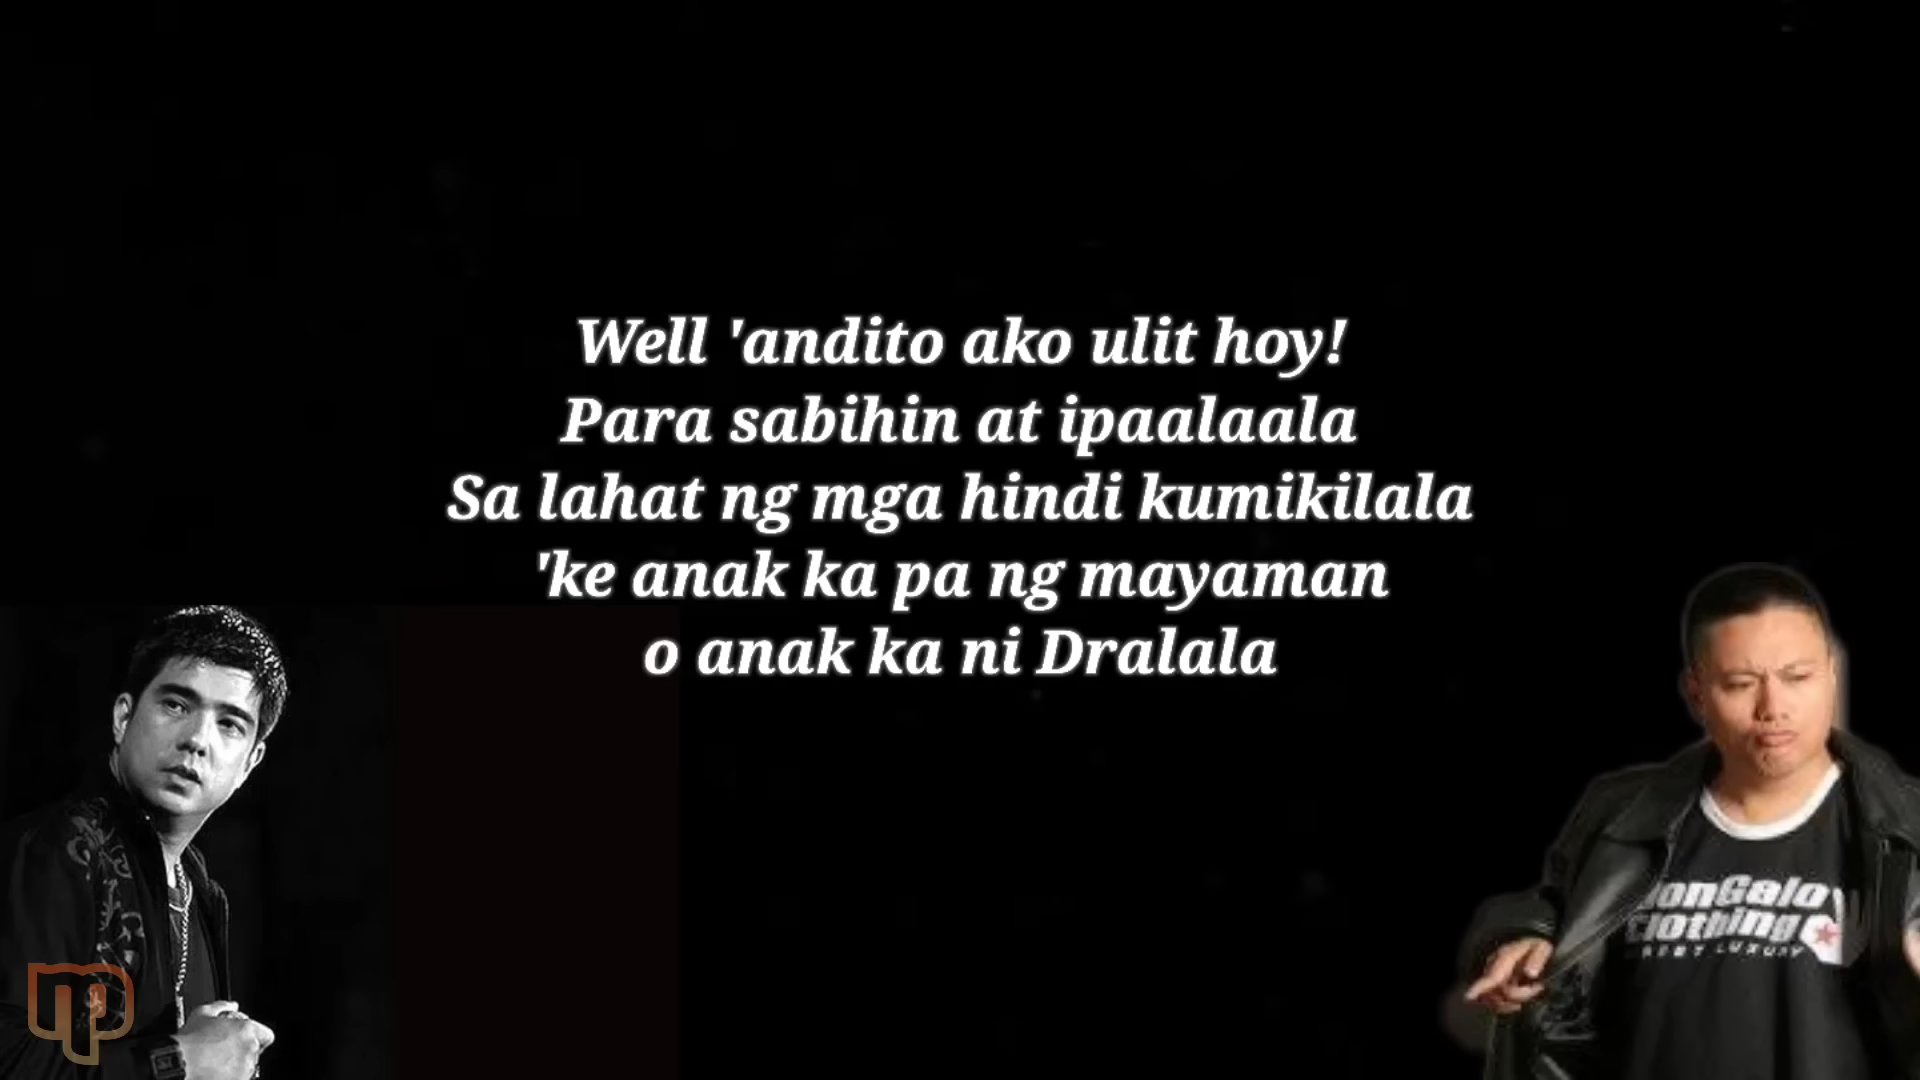 Well 'andito ako ulit hoy!
Para sabihin at ipaalaala
Sa lahat ng mga hindi kumikilala
'ke anak ka pa ng mayaman
o anak ka ni Dralala
Clothing